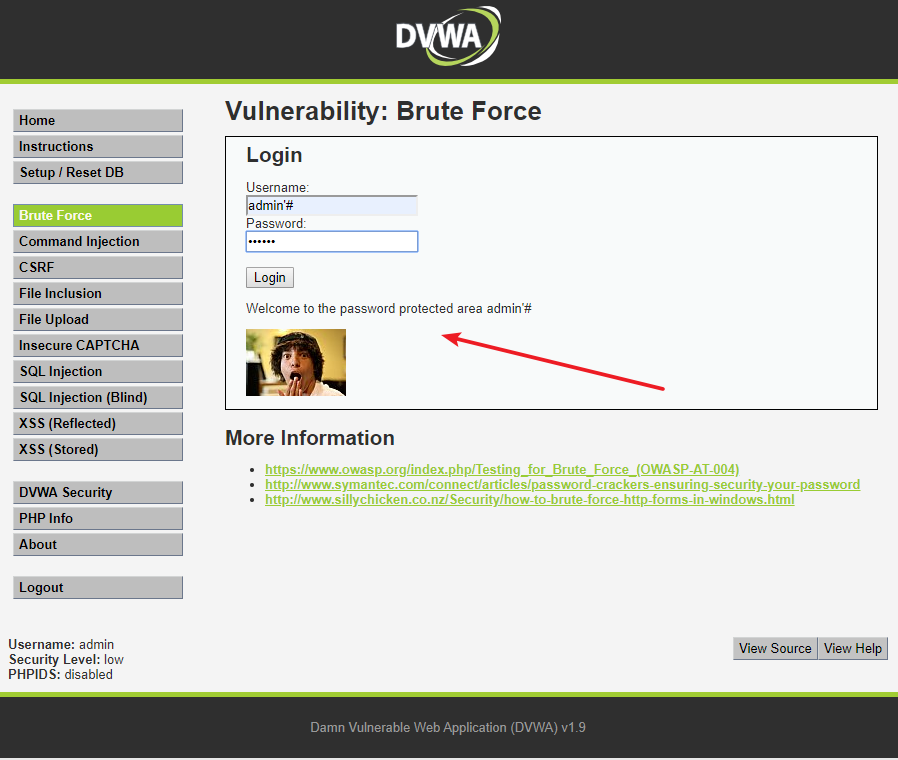 DVWA
Home
Instructions
Setup / Reset DB
Brute Force
Command Injection
CSRF
File Inclusion
File Upload
Insecure CAPTCHA
SQL Injection
SQL Injection (Blind)
XSS (Reflected)
XSS (Stored)
DVWA Security
PHP Info
About
Logout
Vulnerability: Brute Force
Login
Username:
admin'#
Password:
••••••
Login
Welcome to the password protected area admin'#
More Information
• https://www.owasp.org/index.php/Testing_for_Brute_Force_(OWASP-AT-004)
• http://www.symantec.com/connect/articles/password-crackers-ensuring-security-your-password
• http://www.sillychicken.co.nz/Security/how-to-brute-force-http-forms-in-windows.html
Username: admin
Security Level: low
PHPIDS: disabled
View Source View Help
Damn Vulnerable Web Application (DVWA) v1.9